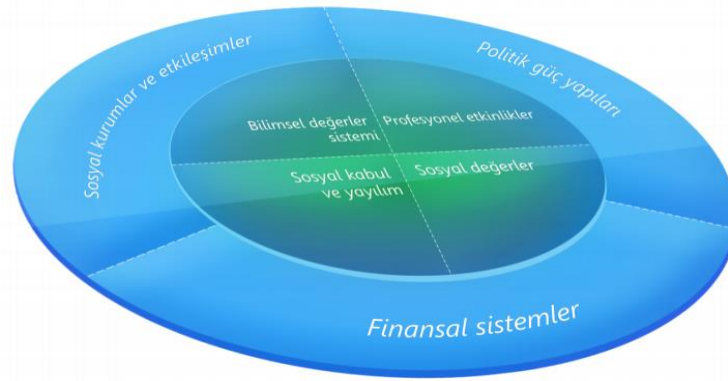 Sosyal kurumlar ve etkileşimler
Politik güç yapıları
Bilimsel değerler
sistemi
Profesyonel etkinlikler
Sosyal kabul
ve yayılım
Sosyal değerler
Finansal sistemler